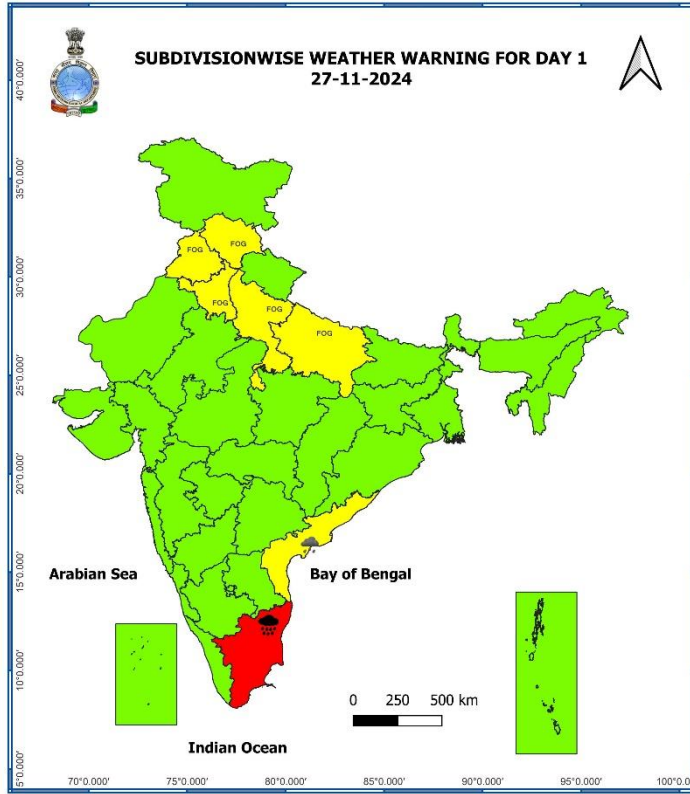 SUBDIVISIONWISE WEATHER WARNING FOR DAY 1
27-11-2024
40°0.000'
35°0.000'
FOG
FOG
30°0.000'
FOG
FOG
FOG
25°0.000'
20°0.000'
15°0.000'
Arabian Sea
Bay of Bengal
10°0.000'
0 250 500 km
Indian Ocean
5°0.000'
70°0.000' 75°0.000' 80°0.000' 85°0.000' 90°0.000' 95°0.000' 100°0.000